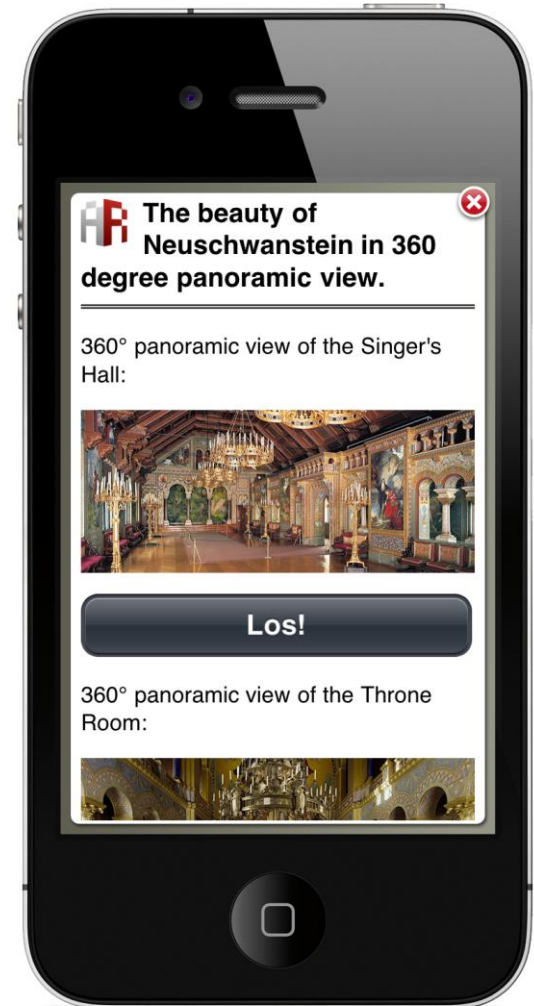 AR The beauty of
Neuschwanstein in 360
degree panoramic view.
360° panoramic view of the Singer's
Hall:
Los!
360° panoramic view of the Throne
Room: